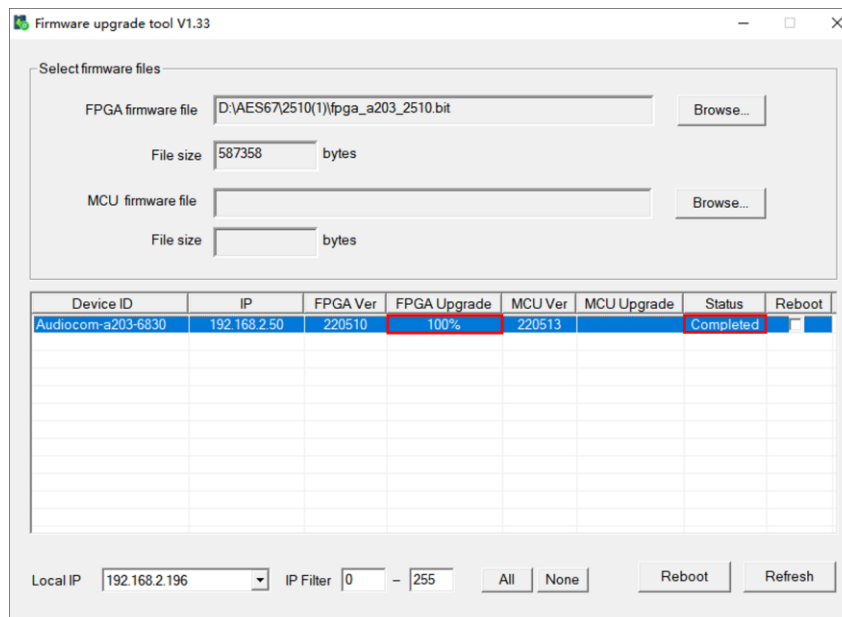 Firmware upgrade tool V1.33
Select firmware files
FPGA firmware file D:\AES67\2510(1)\fpga_a203_2510.bit Browse...
File size 587358 bytes
MCU firmware file Browse...
File size bytes
Device ID IP FPGA Ver FPGA Upgrade MCU Ver MCU Upgrade Status Reboot
Audiocom-a203-6830 192.168.2.50 220510 100% 220513 Completed
Local IP 192.168.2.196 IP Filter 0 – 255 All None Reboot Refresh